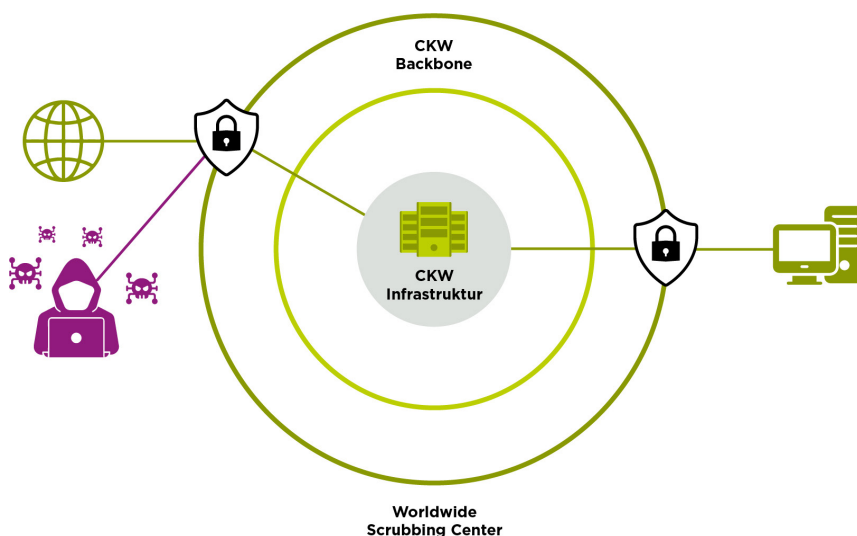 CKW
Backbone
CKW
Infrastruktur
Worldwide
Scrubbing Center